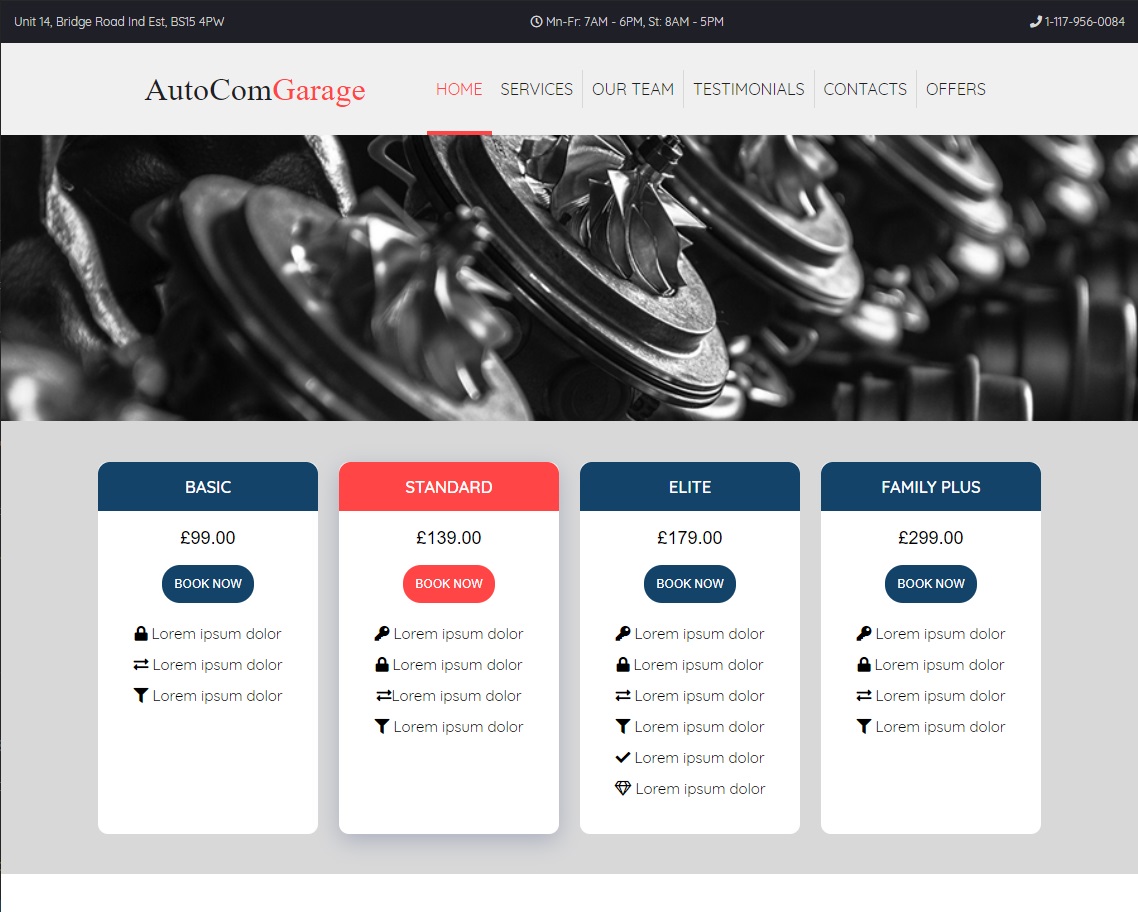 Unit 14, Bridge Road Ind Est, BS15 4PW
Mn-Fr: 7AM - 6PM, St: 8AM - 5PM
1-117-956-0084
AutoComGarage
HOME SERVICES OUR TEAM TESTIMONIALS CONTACTS OFFERS
BASIC
£99.00
BOOK NOW
Lorem ipsum dolor
Lorem ipsum dolor
Lorem ipsum dolor
STANDARD
£139.00
BOOK NOW
Lorem ipsum dolor
Lorem ipsum dolor
Lorem ipsum dolor
Lorem ipsum dolor
ELITE
£179.00
BOOK NOW
Lorem ipsum dolor
Lorem ipsum dolor
Lorem ipsum dolor
Lorem ipsum dolor
Lorem ipsum dolor
Lorem ipsum dolor
FAMILY PLUS
£299.00
BOOK NOW
Lorem ipsum dolor
Lorem ipsum dolor
Lorem ipsum dolor
Lorem ipsum dolor